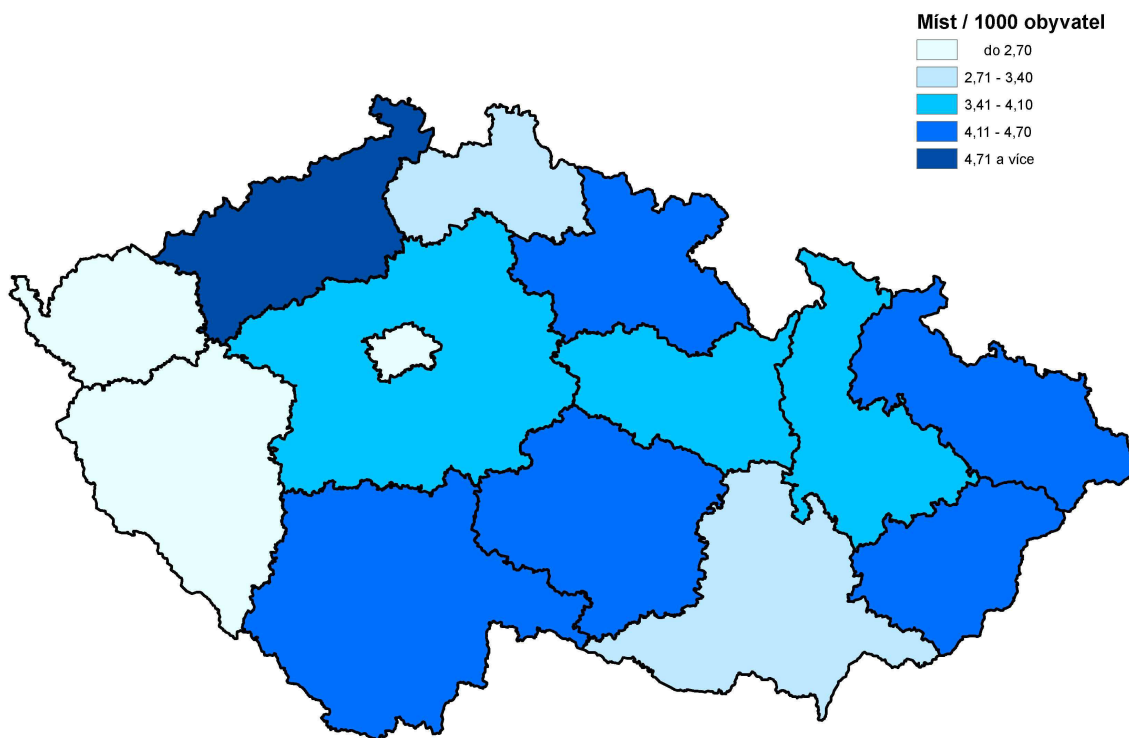 Míst / 1000 obyvatel
do 2,70
2,71 - 3,40
3,41 - 4,10
4,11 - 4,70
4,71 a více